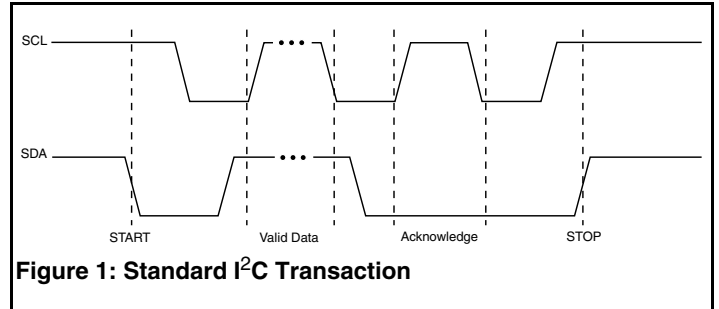 SCL
SDA
START Valid Data Acknowledge STOP
Figure 1: Standard I²C Transaction